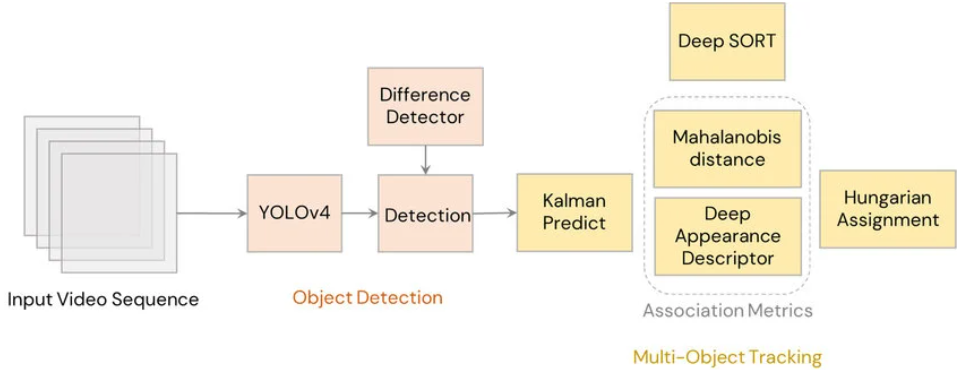 Deep SORT
Difference
Detector
Mahalanobis
distance
YOLOv4
Detection
Kalman
Predict
Deep
Appearance
Descriptor
Hungarian
Assignment
Input Video Sequence
Object Detection
Association Metrics
Multi-Object Tracking